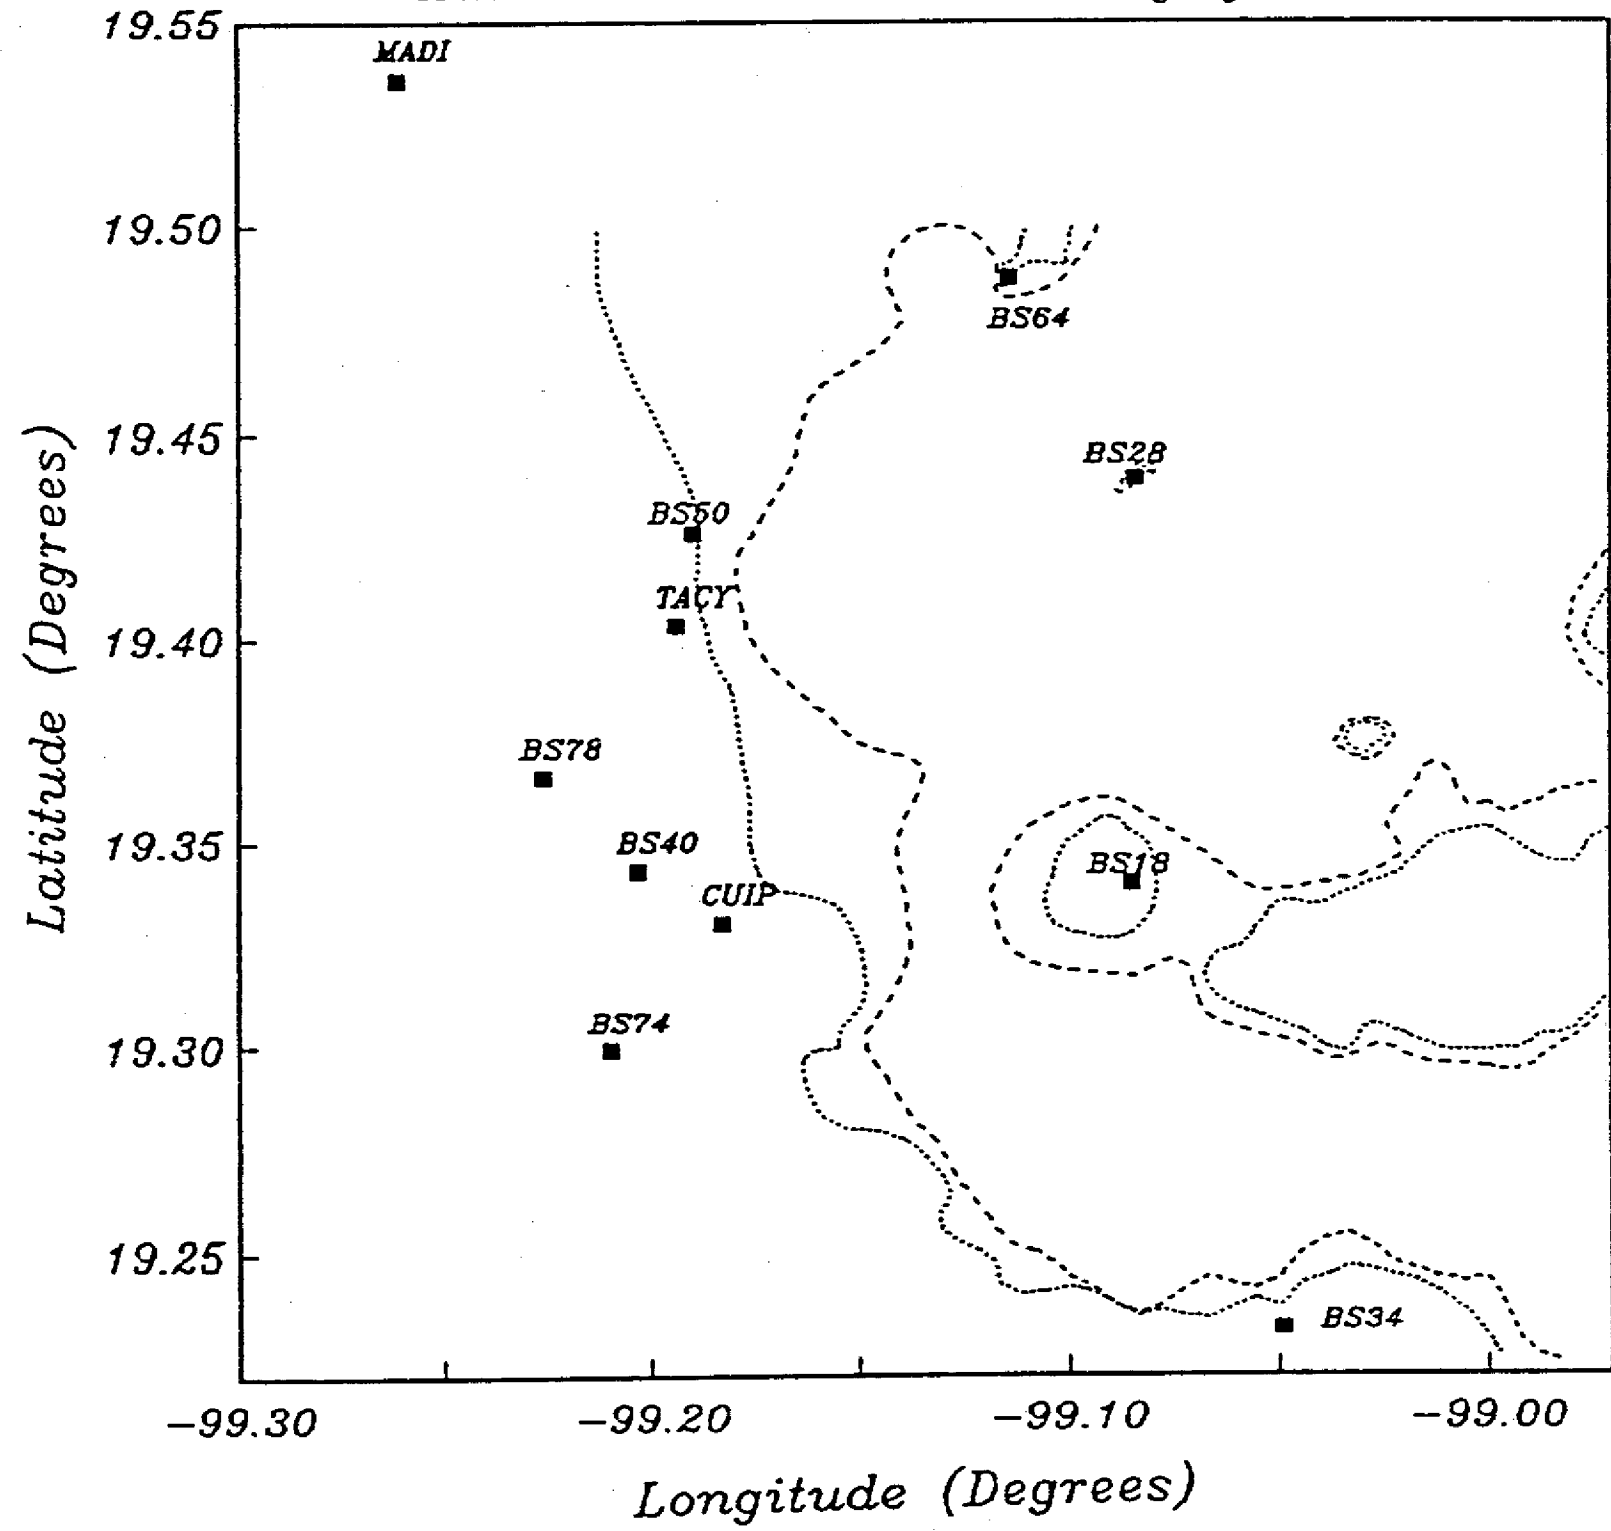 19.55
MADI
19.50
BS64
19.45
BS28
BS50
TACY
19.40
BS78
19.35
BS40
BS18
CUIP
BS74
19.30
19.25
BS34
Latitude (Degrees)
-99.30
-99.20
-99.10
-99.00
Longitude (Degrees)